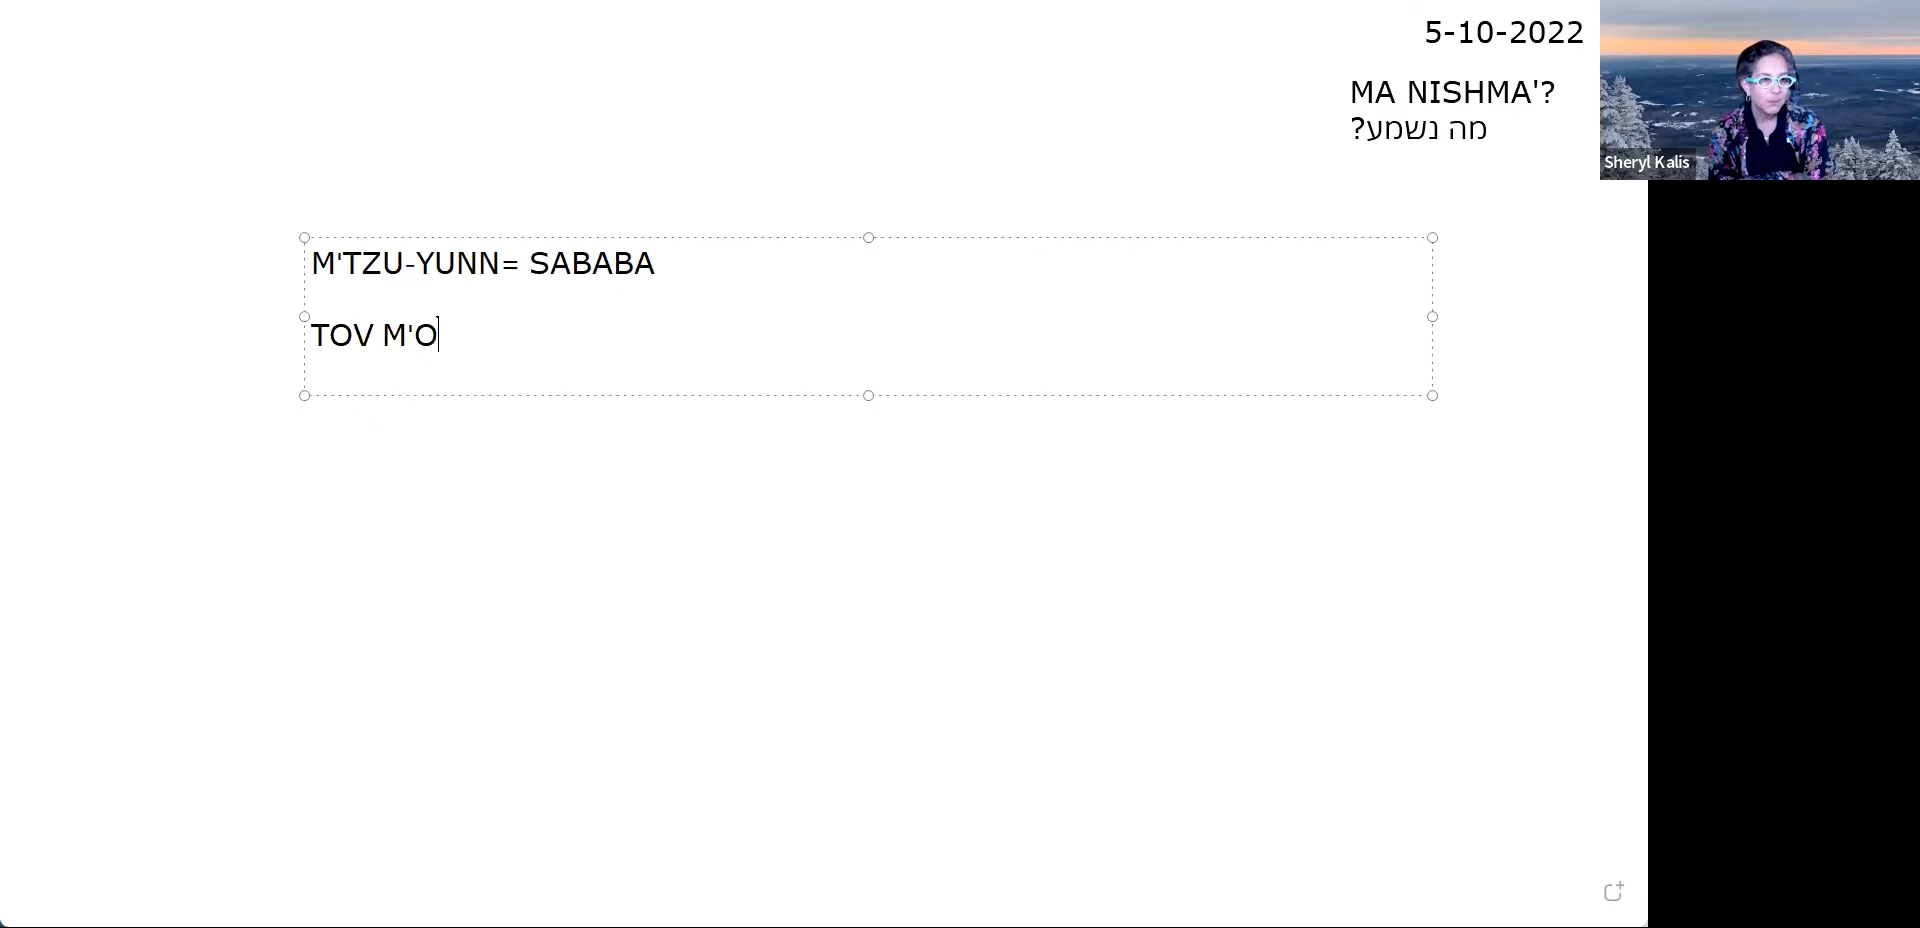 5-10-2022
MA NISHMA'?
מה נשמע?
Sheryl Kalis
M'TZU-YUNN= SABABA
TOV M'O